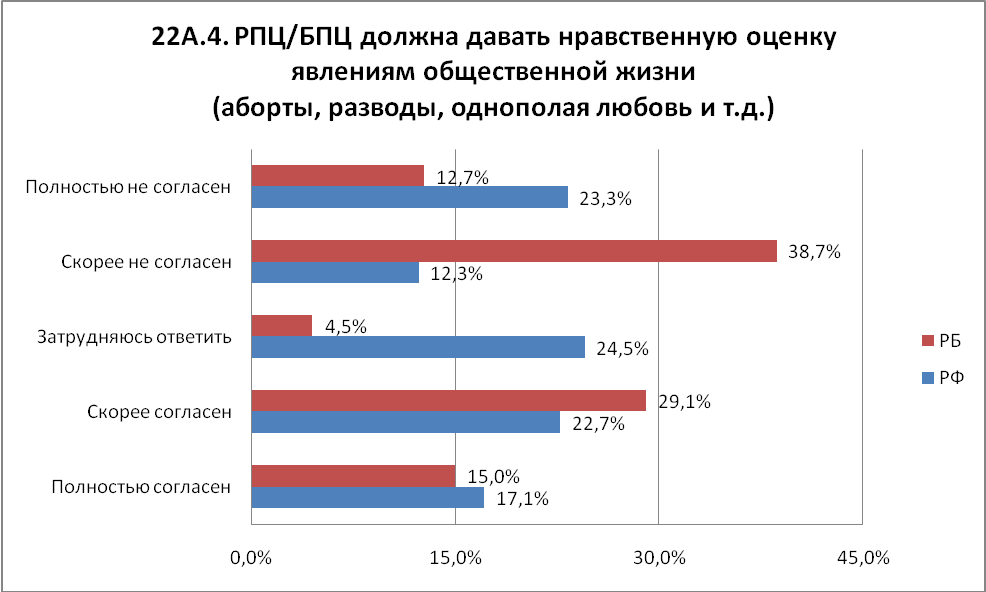 22А.4. РПЦ/БПЦ должна давать нравственную оценку
явлениям общественной жизни
(аборты, разводы, однополая любовь и т.д.)
Полностью не согласен
12,7%
23,3%
Скорее не согласен
38,7%
12,3%
Затрудняюсь ответить
4,5%
24,5%
Скорее согласен
29,1%
22,7%
Полностью согласен
15,0%
17,1%
РБ
РФ
0,0% 15,0% 30,0% 45,0%